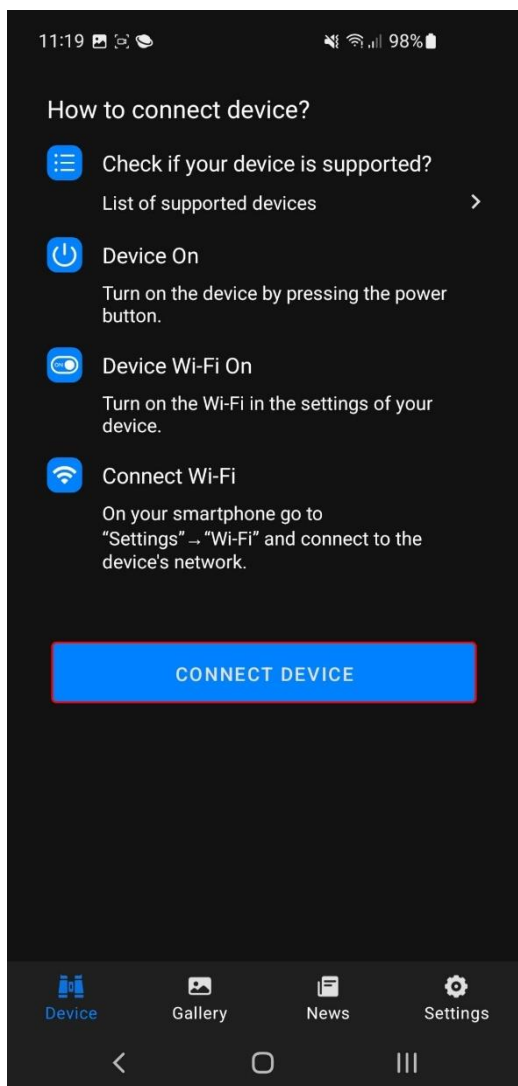 11:19 98%
How to connect device?
Check if your device is supported?
List of supported devices
Device On
Turn on the device by pressing the power
button.
Device Wi-Fi On
Turn on the Wi-Fi in the settings of your
device.
Connect Wi-Fi
On your smartphone go to
“Settings”→“Wi-Fi” and connect to the
device's network.
CONNECT DEVICE
Device Gallery News Settings